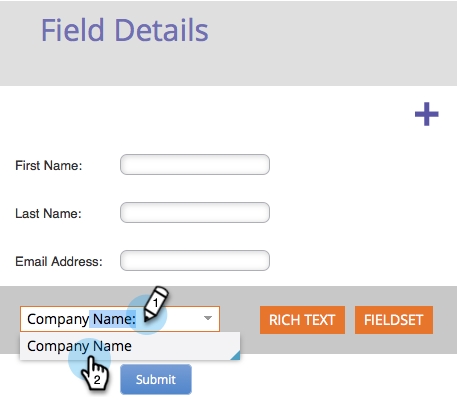 Field Details
First Name:
Last Name:
Email Address:
Company Name:
1
RICH TEXT
FIELDSET
Company Name
2
Submit